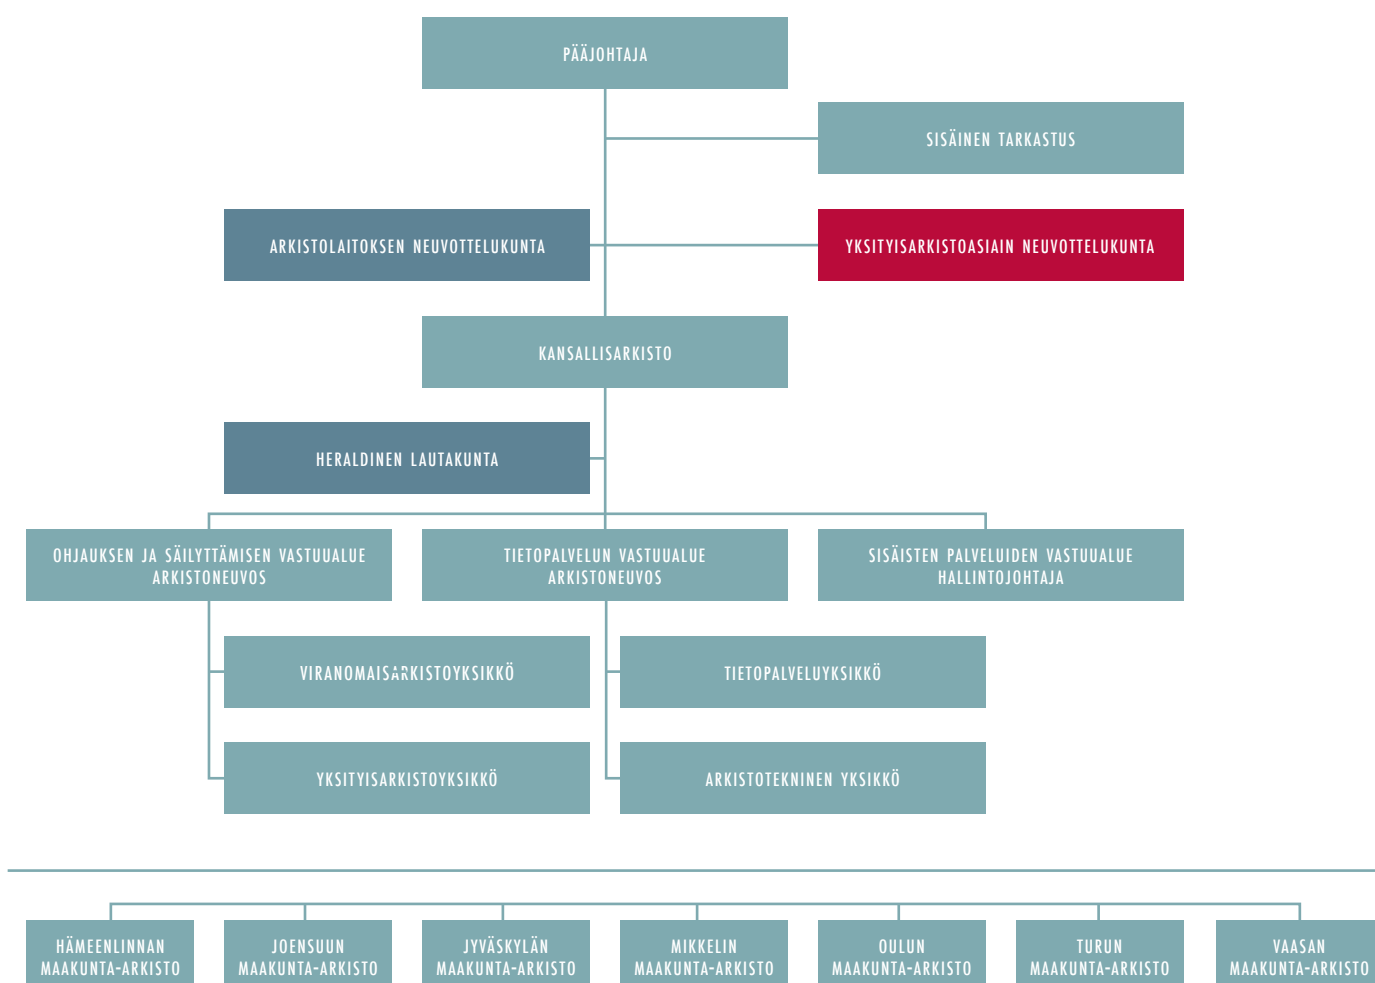 PÄÄJOHTAJA
SISÄINEN TARKASTUS
ARKISTOLAITOKSEN NEUVOTTELUKUNTA
YKSITYISARKISTOASIAIN NEUVOTTELUKUNTA
KANSALLISARKISTO
HERALDINEN LAUTAKUNTA
OHJAUKSEN JA SÄILYTTÄMISEN VASTUUALUE
ARKISTONEUVOS
TIETOPALVELUN VASTUUALUE
ARKISTONEUVOS
SISÄISTEN PALVELUIDEN VASTUUALUE
HALLINTOJOHTAJA
VIRANOMAISARKISTOYKSIKKÖ
TIETOPALVELUYKSIKKÖ
YKSITYISARKISTOYKSIKKÖ
ARKISTOTEKNINEN YKSIKKÖ
HÄMEENLINNAN
MAAKUNTA-ARKISTO
JOENSUUN
MAAKUNTA-ARKISTO
JYVÄSKYLÄN
MAAKUNTA-ARKISTO
MIKKELIN
MAAKUNTA-ARKISTO
OULUN
MAAKUNTA-ARKISTO
TURUN
MAAKUNTA-ARKISTO
VAASAN
MAAKUNTA-ARKISTO